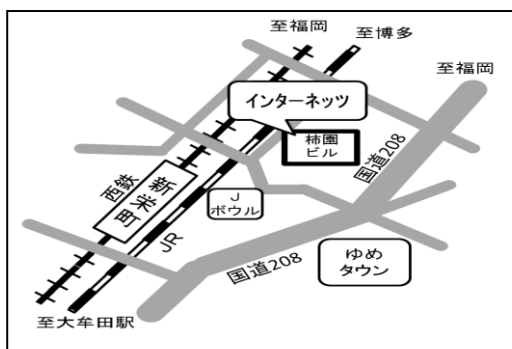 至福岡
至博多
至福岡
インターネッツ
柿園
ビル
国道208
西鉄
新栄町
J
ボウル
JR
国道208
ゆめ
タウン
至大牟田駅